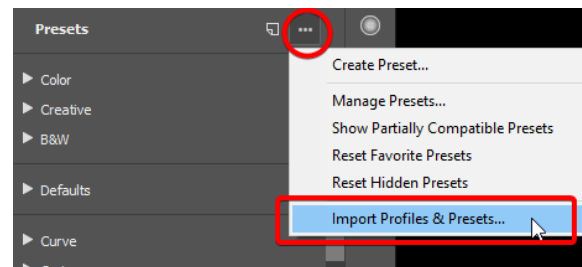 Presets
Create Preset...
Color
Manage Presets...
Creative
Show Partially Compatible Presets
B&W
Reset Favorite Presets
Defaults
Reset Hidden Presets
Import Profiles & Presets...
Curve